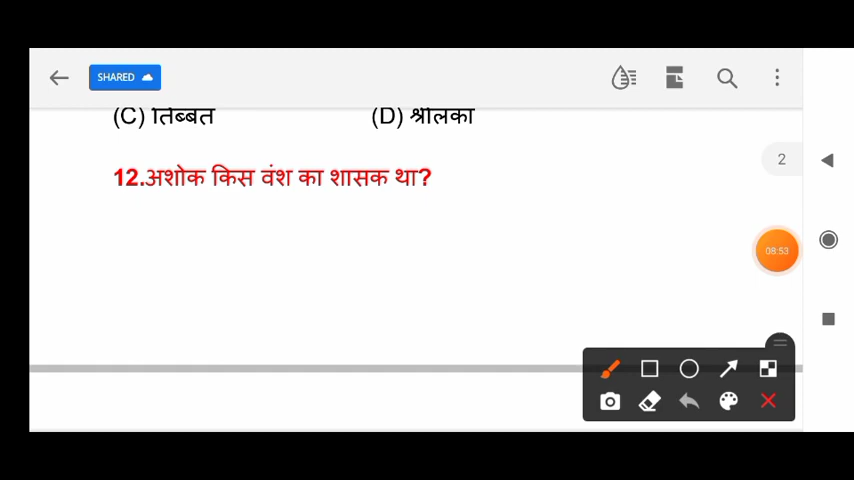 SHARED
(C) तिब्बत (D) श्रीलंका
12.अशोक किस वंश का शासक था?
2
08:53